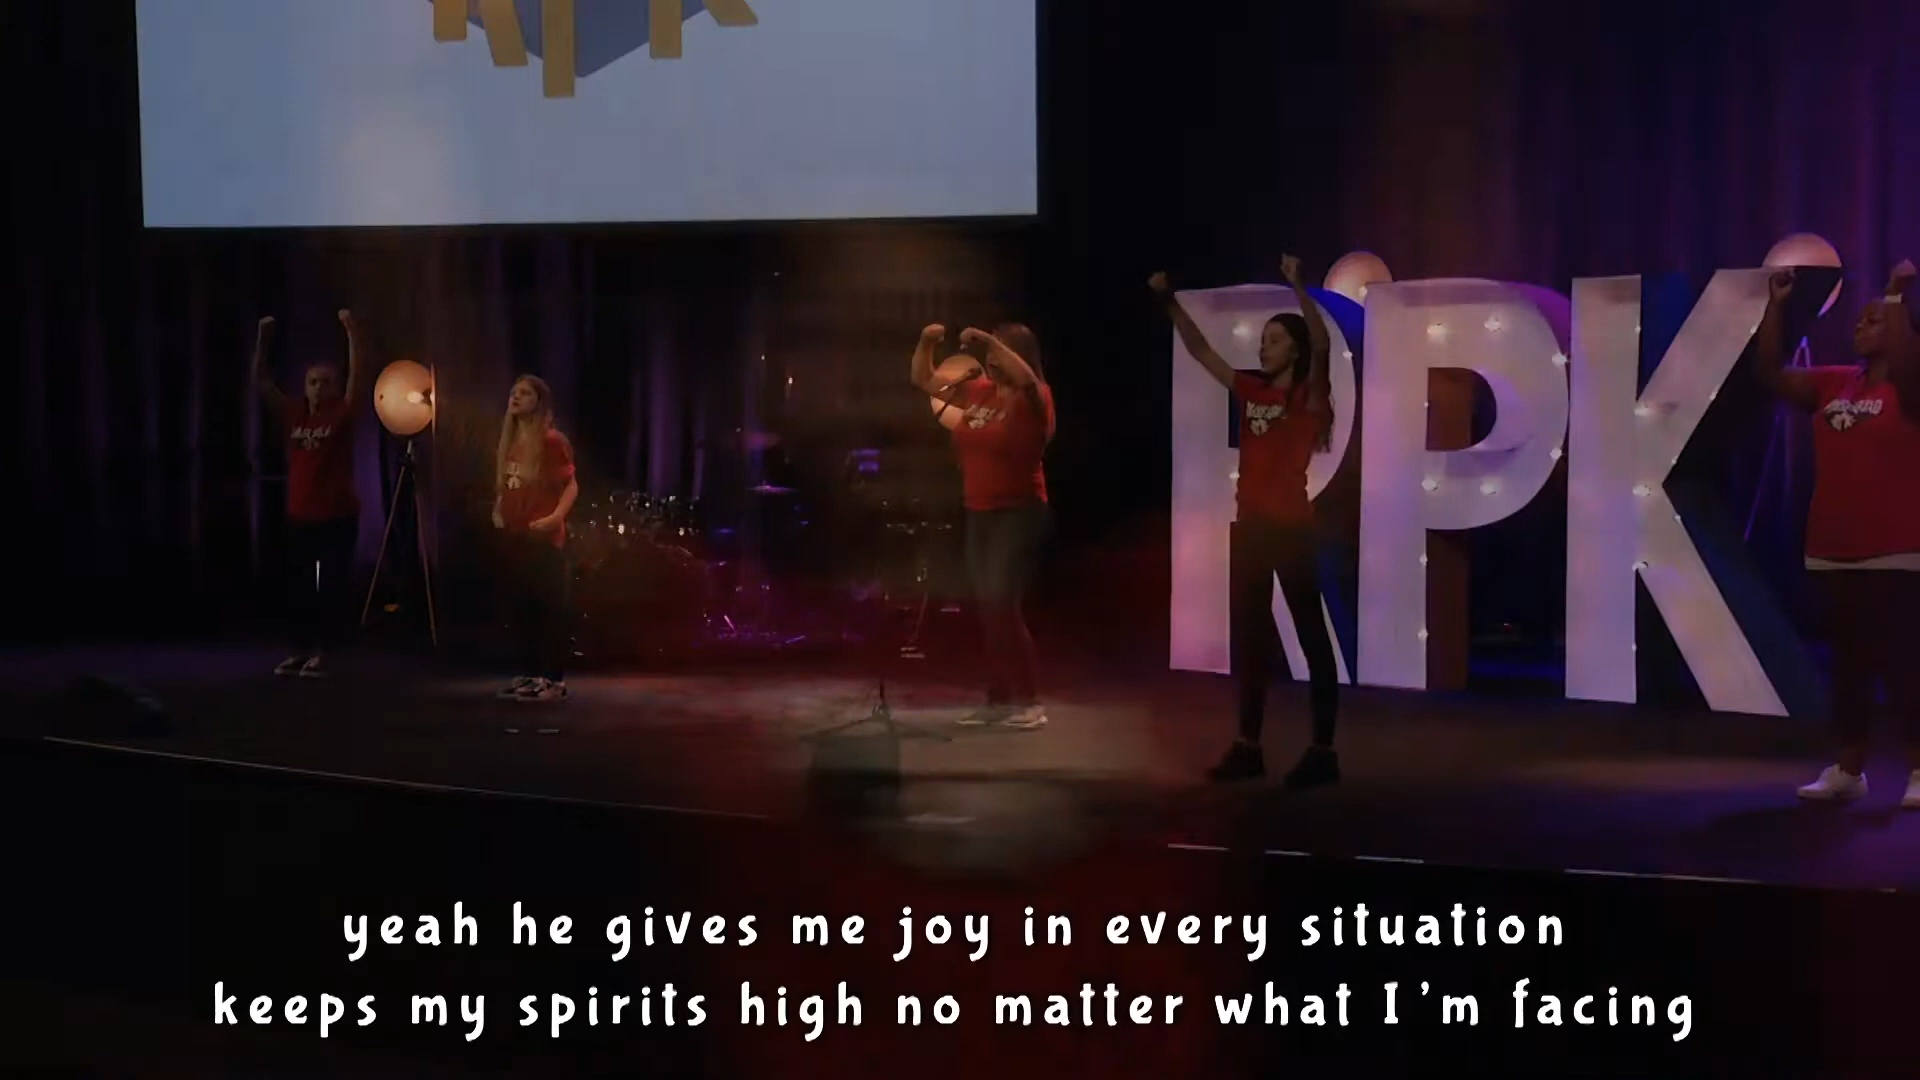 RPK
yeah he gives me joy in every situation
keeps my spirits high no matter what I'm facing